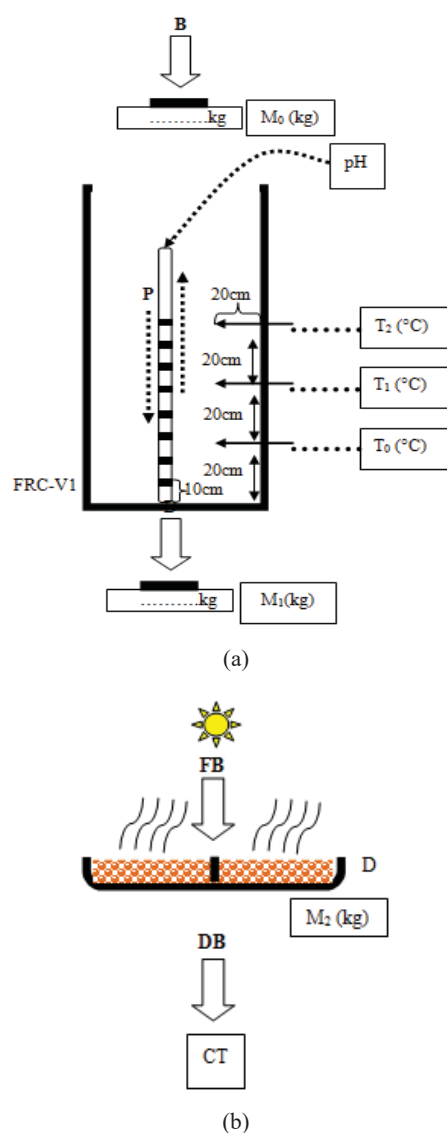 B
...............kg
M₀ (kg)
pH
P
20cm
T₂ (°C)
20cm
T₁ (°C)
20cm
T₀ (°C)
20cm
FRC-V1
10cm
...............kg
M₁(kg)
(a)
FB
D
M₂ (kg)
DB
CT
(b)